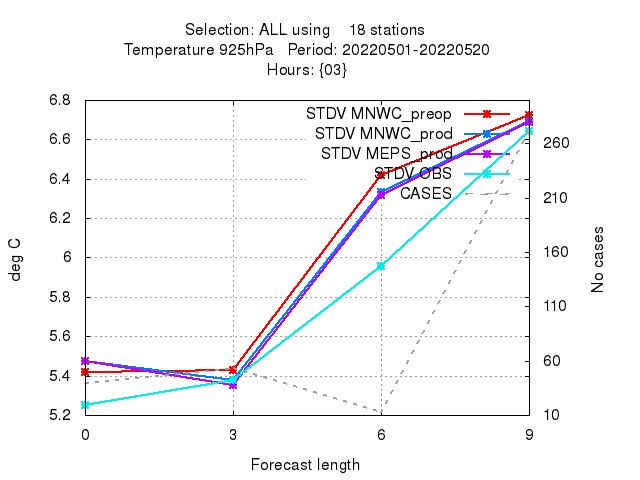 Selection: ALL using 18 stations
Temperature 925hPa Period: 20220501-20220520
Hours: {03}
6.8
6.6
6.4
6.2
6
5.8
5.6
5.4
5.2
deg C
STDV MNWC_preop
STDV MNWC_prod
STDV MEPS_prod
STDV OBS
CASES
260
210
160
110
60
10
No cases
0 3 6 9
Forecast length